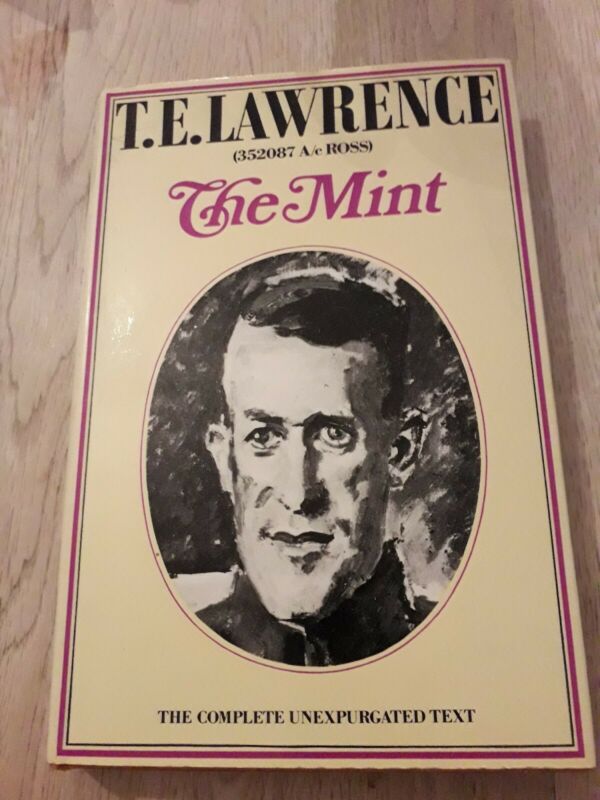 T.E.LAWRENCE
(352087 A/c ROSS)
The Mint
THE COMPLETE UNEXPURGATED TEXT